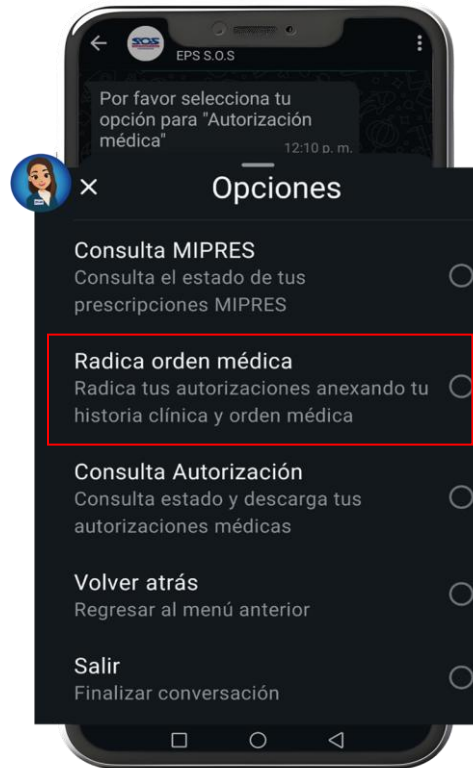 SOS
EPS S.O.S
Por favor selecciona tu
opción para "Autorización
médica"
12:10 p. m.
Opciones
Consulta MIPRES
Consulta el estado de tus
prescripciones MIPRES
Radica orden médica
Radica tus autorizaciones anexando tu
historia clínica y orden médica
Consulta Autorización
Consulta estado y descarga tus
autorizaciones médicas
Volver atrás
Regresar al menú anterior
Salir
Finalizar conversación